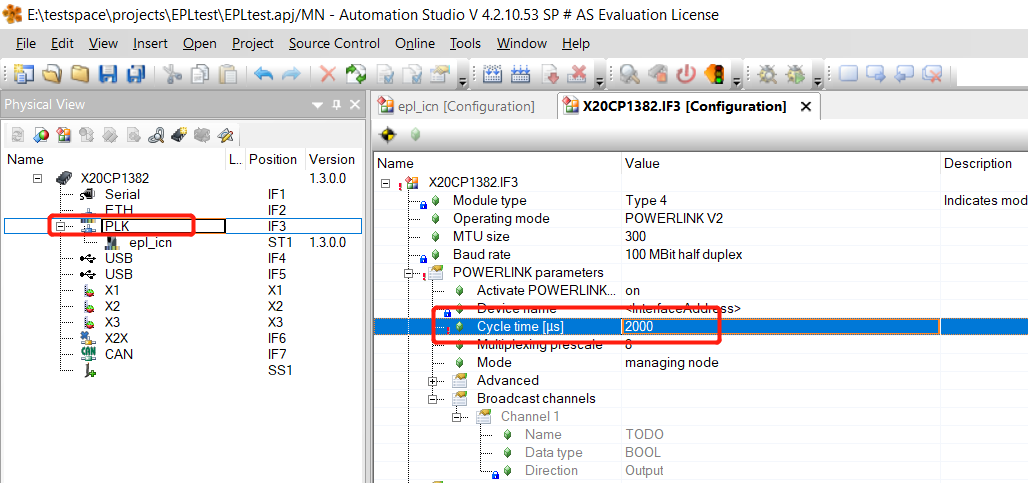 E:\testspace\projects\EPLtest\EPLtest.apj/MN - Automation Studio V 4.2.10.53 SP # AS Evaluation License
File Edit View Insert Open Project Source Control Online Tools Window Help
Physical View
Name L.. Position Version
X20CP1382 1.3.0.0
Serial IF1
ETH IF2
PLK IF3
epl_icn ST1 1.3.0.0
USB IF4
USB IF5
X1 X1
X2 X2
X3 X3
X2X IF6
CAN IF7
SS1
epl_icn [Configuration] X20CP1382.IF3 [Configuration]
Name Value Description
X20CP1382.IF3
Module type Type 4 Indicates mod
Operating mode POWERLINK V2
MTU size 300
Baud rate 100 MBit half duplex
POWERLINK parameters
Activate POWERLINK... on
Device name <InterfaceAddress>
Cycle time [µs] 2000
Multiplexing prescale
Mode managing node
Advanced
Broadcast channels
Channel 1
Name TODO
Data type BOOL
Direction Output